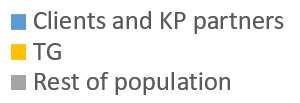 Clients and KP partners
TG
Rest of population